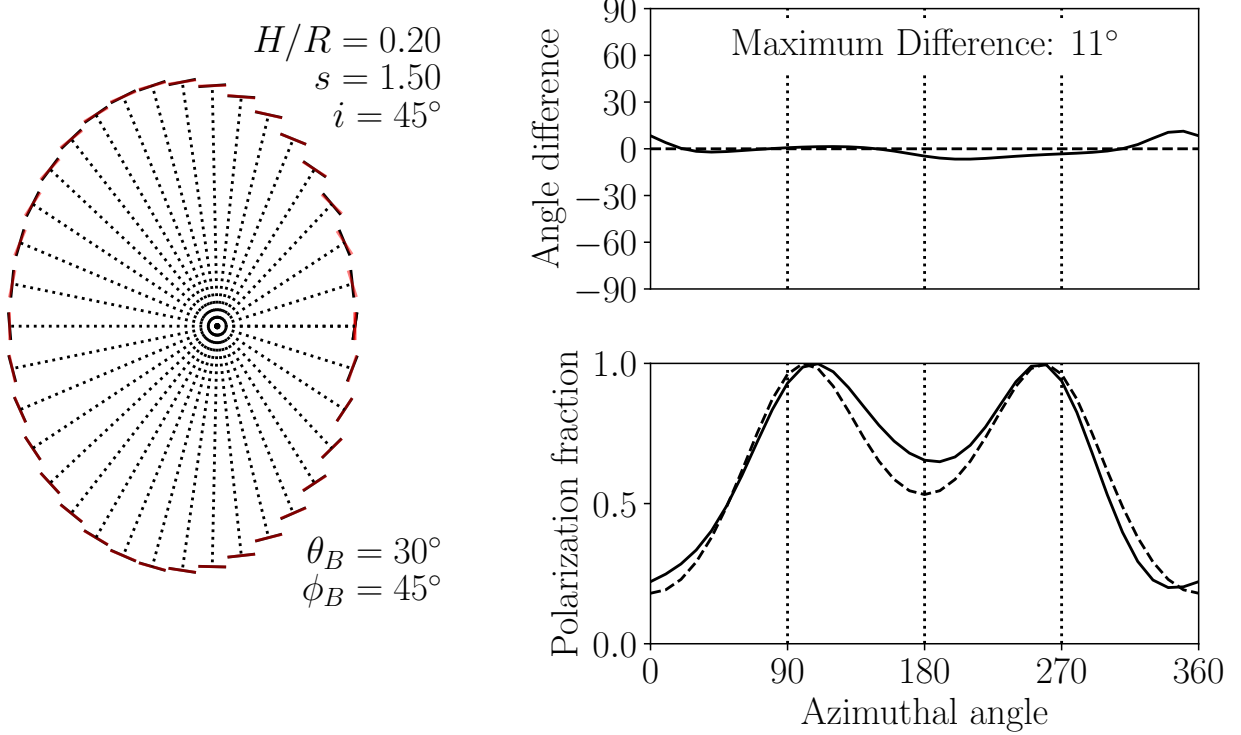 H/R = 0.20
s = 1.50
i = 45°
θ_B = 30°
ϕ_B = 45°
90
60
30
0
−30
−60
−90
Angle difference
Maximum Difference: 11°
1.0
0.5
0.0
Polarization fraction
0 90 180 270 360
Azimuthal angle